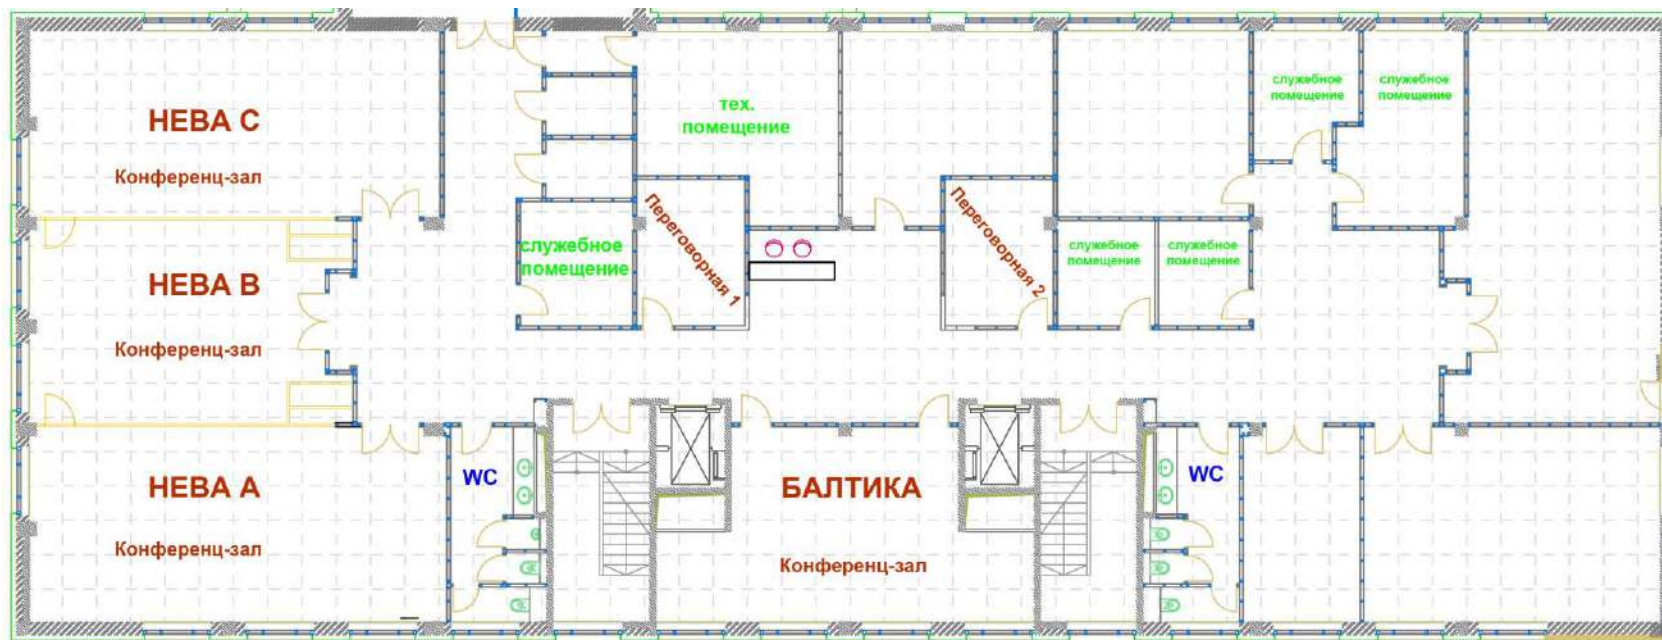 НЕВА С
Конференц-зал
НЕВА В
Конференц-зал
НЕВА А
Конференц-зал
WC
служебное
помещение
тех.
помещение
Переговорная 1
Переговорная 2
служебное
помещение
служебное
помещение
служебное
помещение
служебное
помещение
БАЛТИКА
Конференц-зал
WC